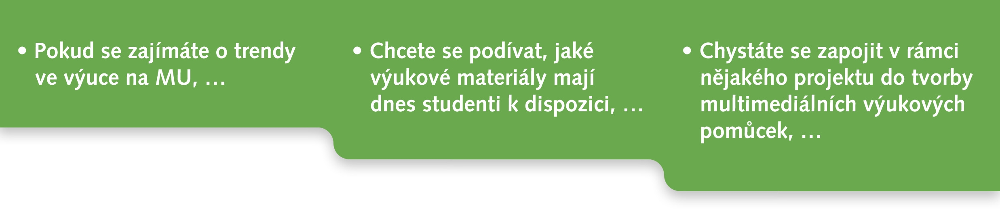 • Pokud se zajímáte o trendy
ve výuce na MU, …
• Chcete se podívat, jaké
výukové materiály mají
dnes studenti k dispozici, …
• Chystáte se zapojit v rámci
nějakého projektu do tvorby
multimediálních výukových
pomůcek, …